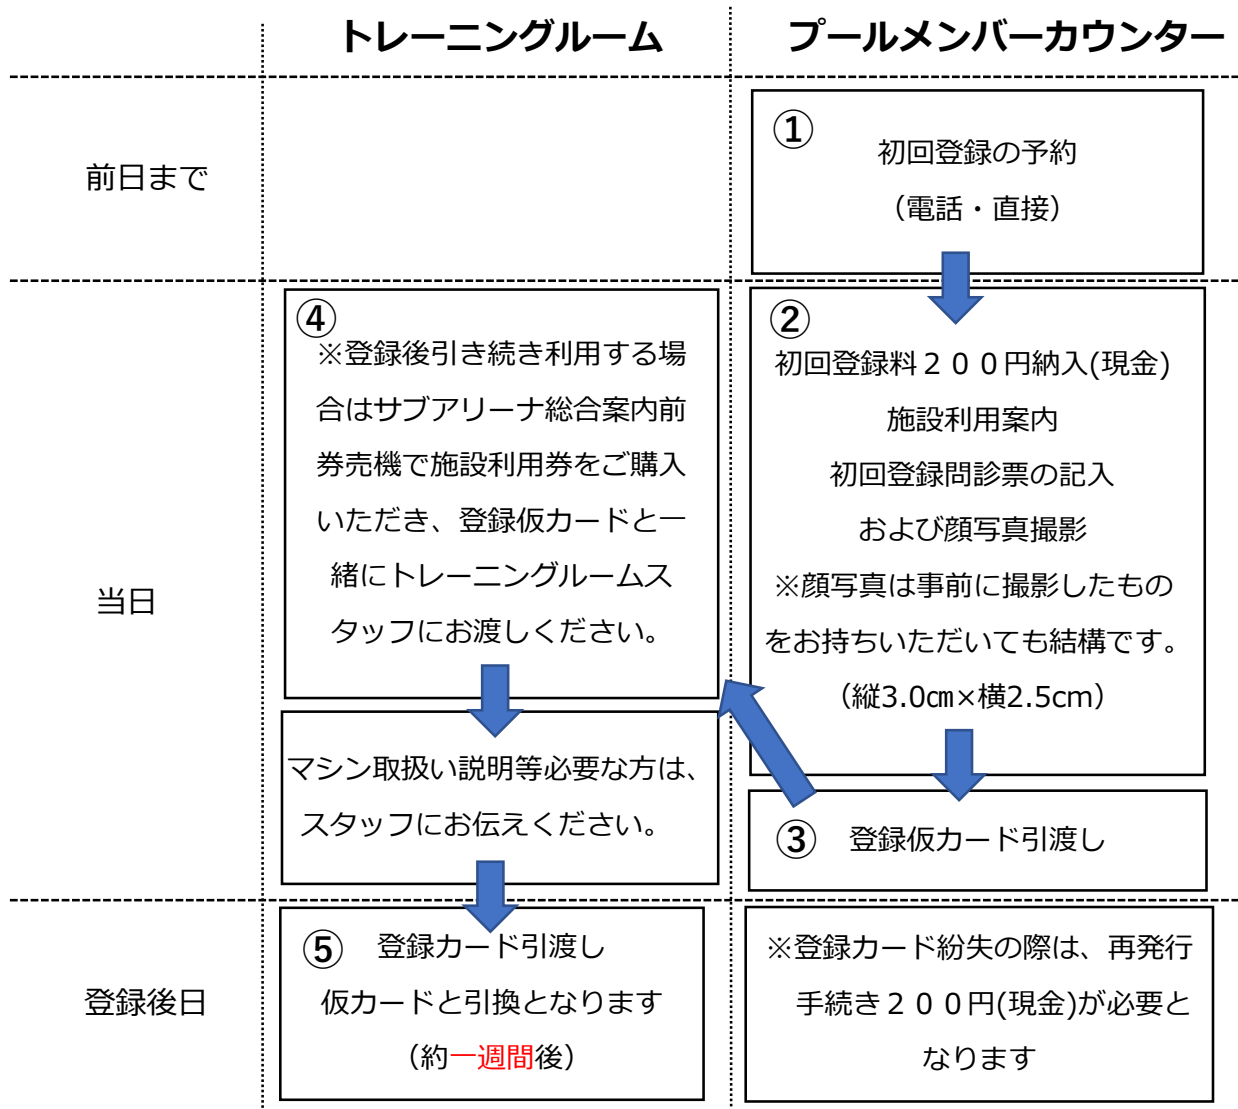 トレーニングルーム
プールメンバーカウンター
前日まで
①
初回登録の予約
（電話・直接）
当日
②
初回登録料２００円納入(現金)
施設利用案内
初回登録問診票の記入
および顔写真撮影
※顔写真は事前に撮影したもの
をお持ちいただいても結構です。
（縦3.0㎝×横2.5cm）
③ 登録仮カード引渡し
④
※登録後引き続き利用する場
合はサブアリーナ総合案内前
券売機で施設利用券をご購入
いただき、登録仮カードと一
緒にトレーニングルームス
タッフにお渡しください。
マシン取扱い説明等必要な方は、
スタッフにお伝えください。
登録後日
⑤ 登録カード引渡し
仮カードと引換となります
（約一週間後）
※登録カード紛失の際は、再発行
手続き２００円(現金)が必要と
なります